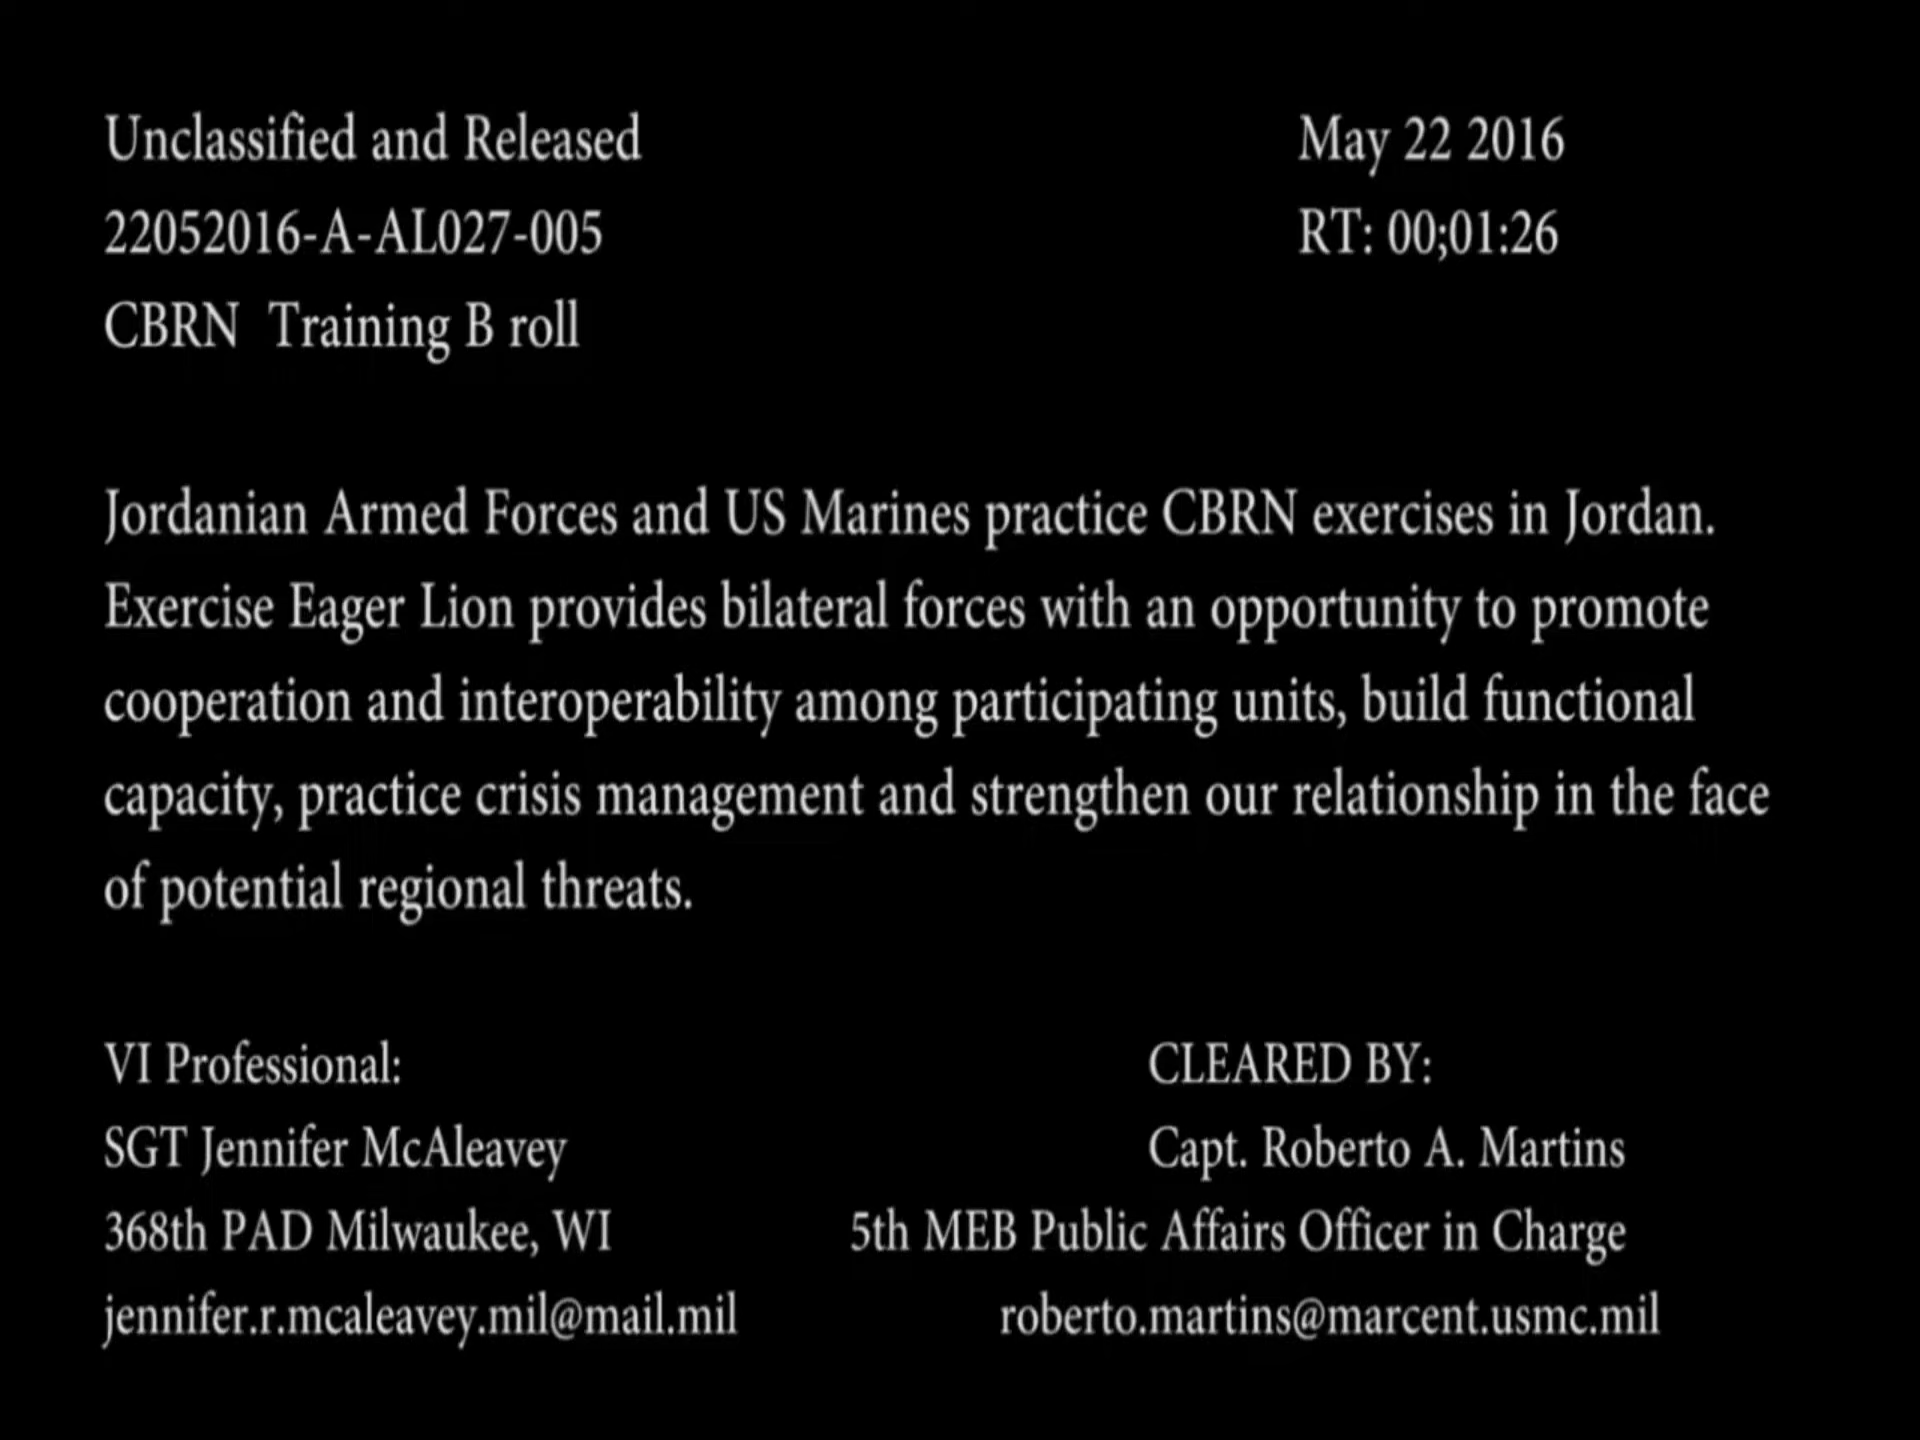 Unclassified and Released
May 22 2016
22052016-A-AL027-005
RT: 00;01:26
CBRN  Training B roll
Jordanian Armed Forces and US Marines practice CBRN exercises in Jordan.
Exercise Eager Lion provides bilateral forces with an opportunity to promote
cooperation and interoperability among participating units, build functional
capacity, practice crisis management and strengthen our relationship in the face
of potential regional threats.
VI Professional:
SGT Jennifer McAleavey
368th PAD Milwaukee, WI
jennifer.r.mcaleavey.mil@mail.mil
CLEARED BY:
Capt. Roberto A. Martins
5th MEB Public Affairs Officer in Charge
roberto.martins@marcent.usmc.mil